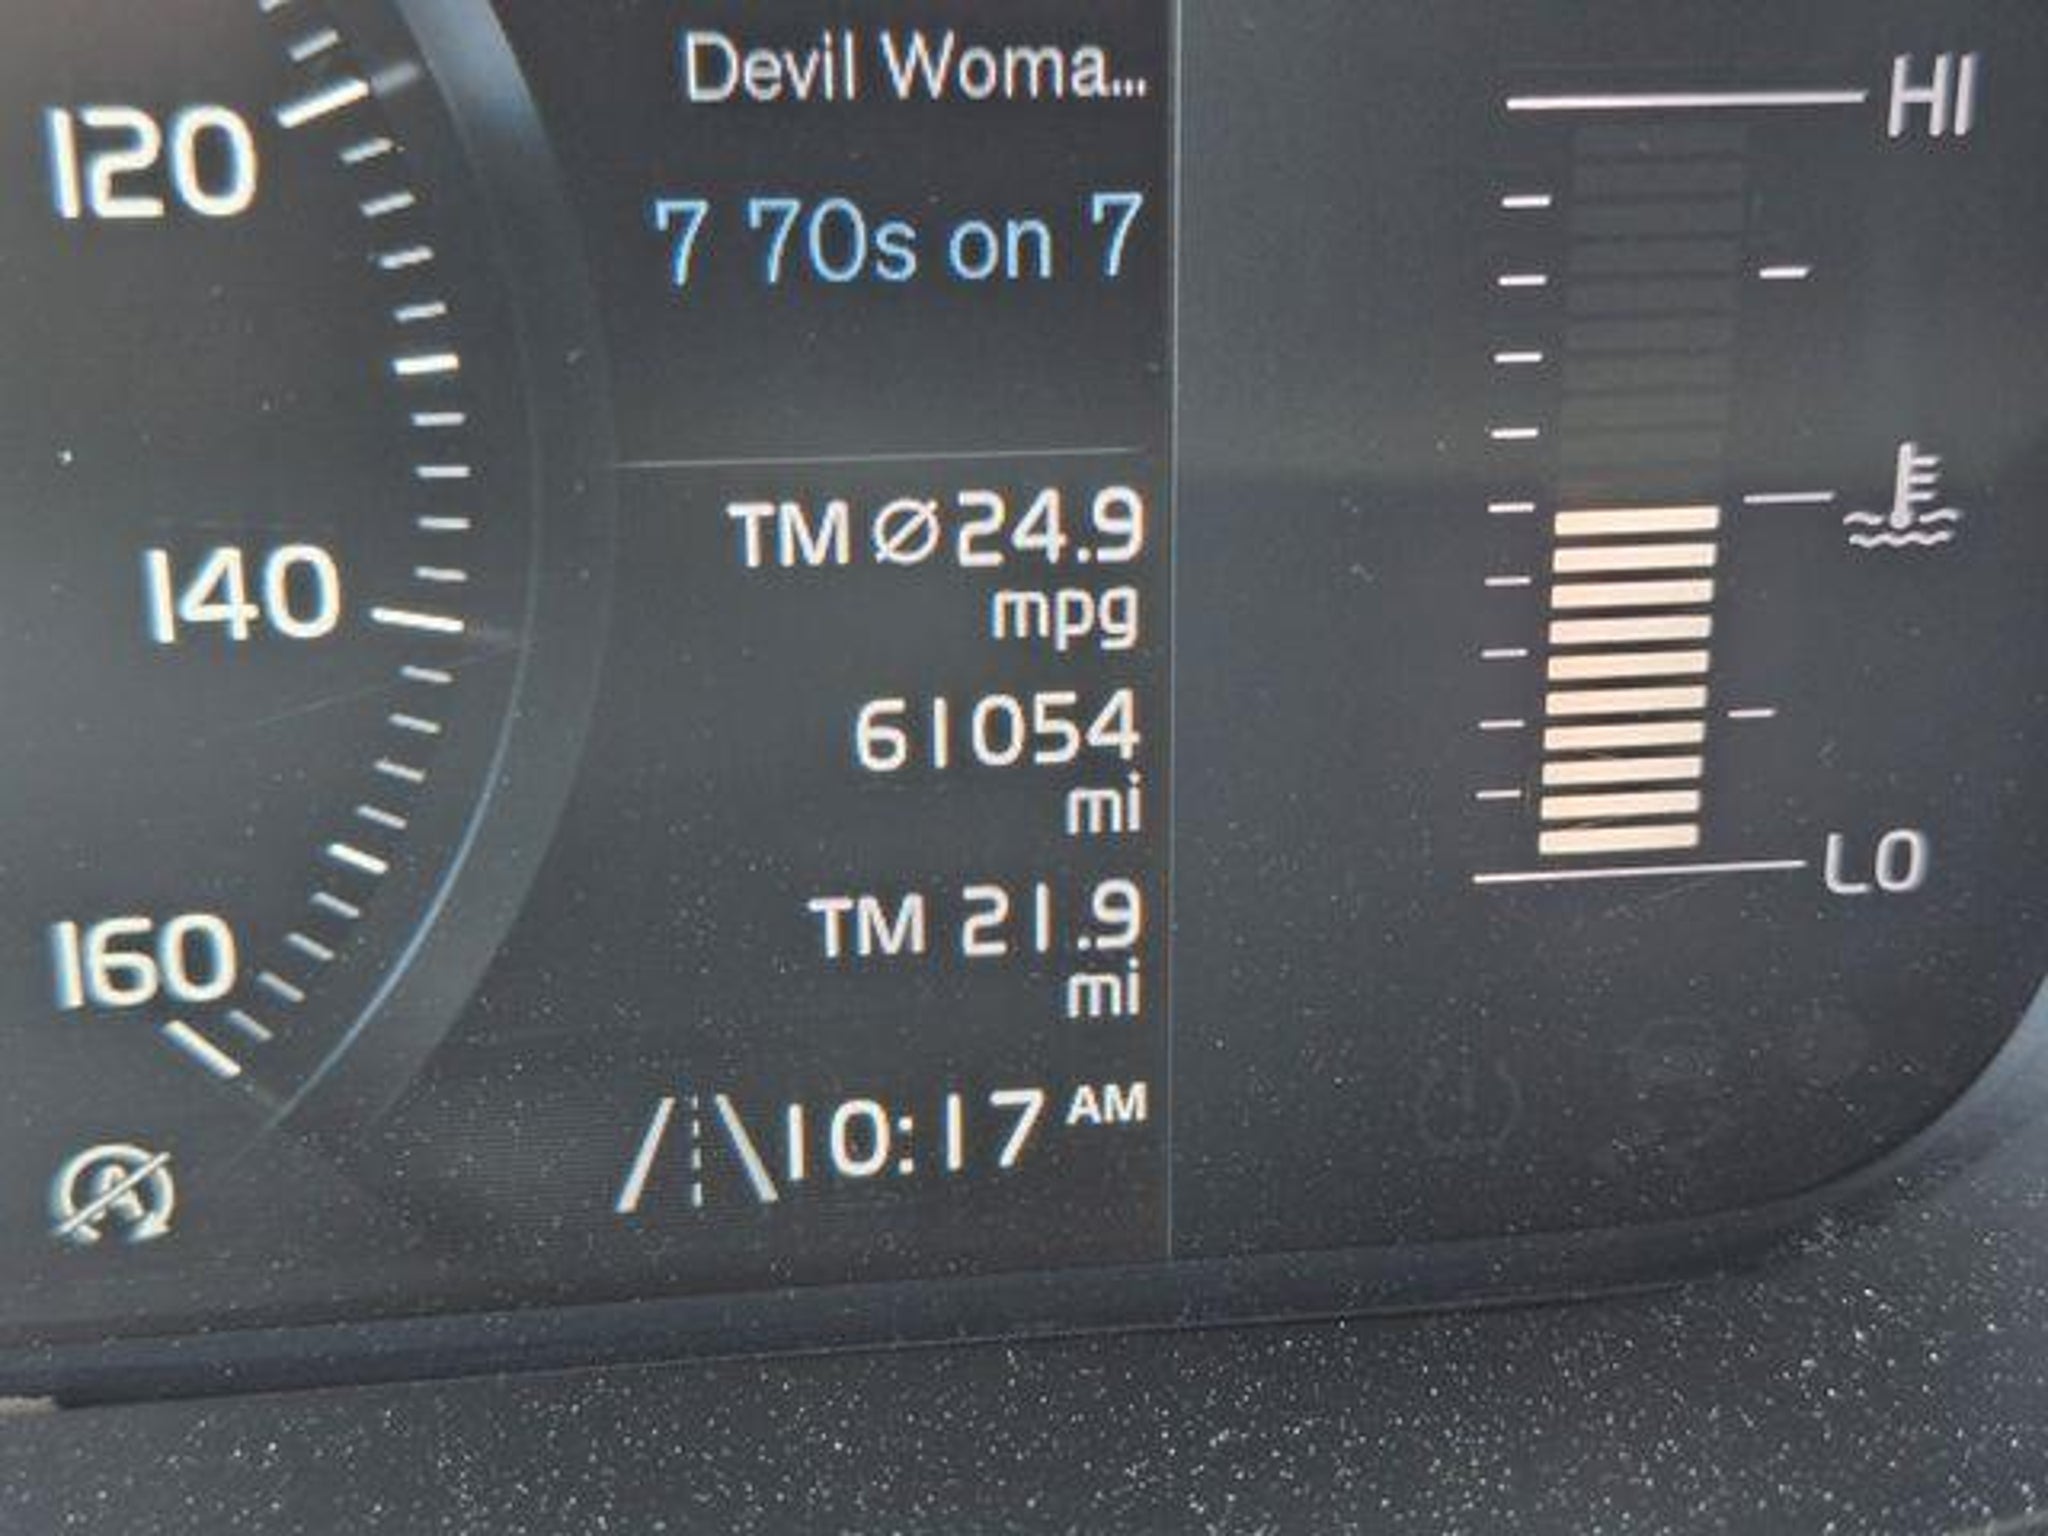 120
140
160
Devil Woma...
7 70s on 7
TM Ø 24.9
mpg
61054
mi
TM 21.9
mi
10:17 AM
HI
LO
A